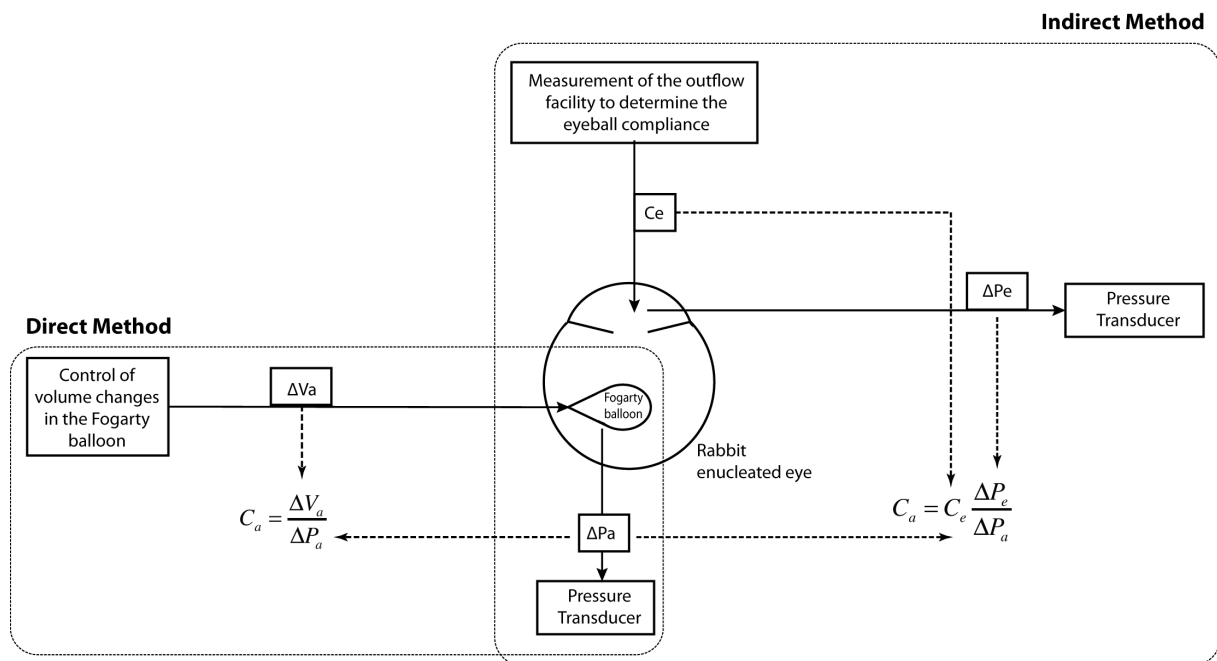 Indirect Method
Measurement of the outflow
facility to determine the
eyeball compliance
Ce
ΔPe
Pressure
Transducer
Direct Method
Control of
volume changes
in the Fogarty
balloon
ΔVa
Fogarty
balloon
Rabbit
enucleated eye
C_a = ΔV_a / ΔP_a
ΔPa
C_a = C_e ΔP_e / ΔP_a
Pressure
Transducer